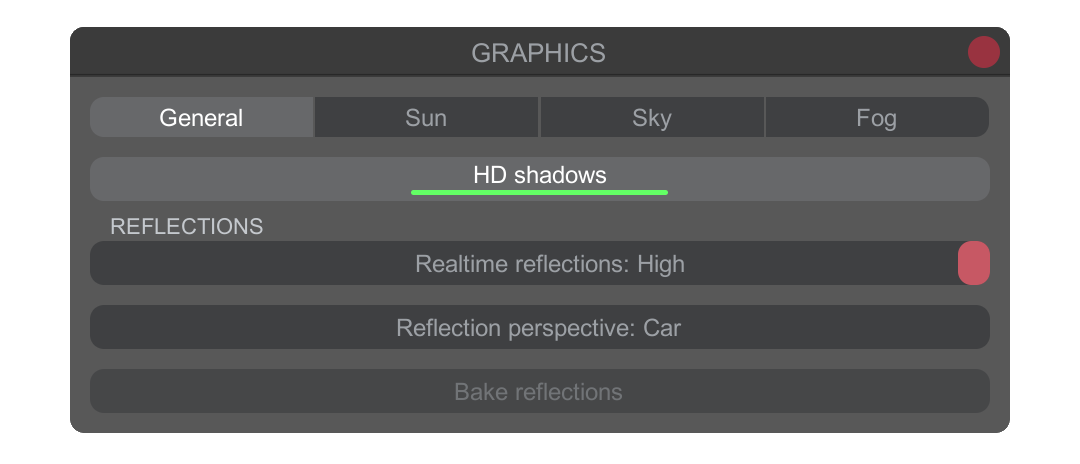 GRAPHICS
General Sun Sky Fog
HD shadows
REFLECTIONS
Realtime reflections: High
Reflection perspective: Car
Bake reflections